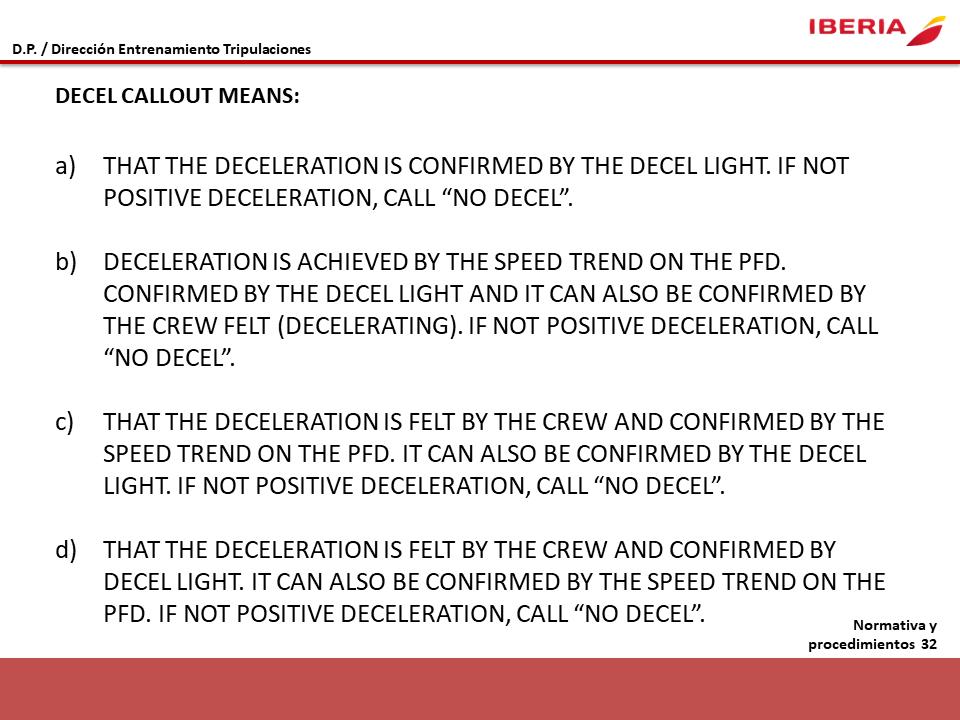 IBERIA
D.P. / Dirección Entrenamiento Tripulaciones
DECEL CALLOUT MEANS:
a) THAT THE DECELERATION IS CONFIRMED BY THE DECEL LIGHT. IF NOT
POSITIVE DECELERATION, CALL “NO DECEL”.
b) DECELERATION IS ACHIEVED BY THE SPEED TREND ON THE PFD.
CONFIRMED BY THE DECEL LIGHT AND IT CAN ALSO BE CONFIRMED BY
THE CREW FELT (DECELERATING). IF NOT POSITIVE DECELERATION, CALL
“NO DECEL”.
c) THAT THE DECELERATION IS FELT BY THE CREW AND CONFIRMED BY THE
SPEED TREND ON THE PFD. IT CAN ALSO BE CONFIRMED BY THE DECEL
LIGHT. IF NOT POSITIVE DECELERATION, CALL “NO DECEL”.
d) THAT THE DECELERATION IS FELT BY THE CREW AND CONFIRMED BY
DECEL LIGHT. IT CAN ALSO BE CONFIRMED BY THE SPEED TREND ON THE
PFD. IF NOT POSITIVE DECELERATION, CALL “NO DECEL”.
Normativa y
procedimientos 32